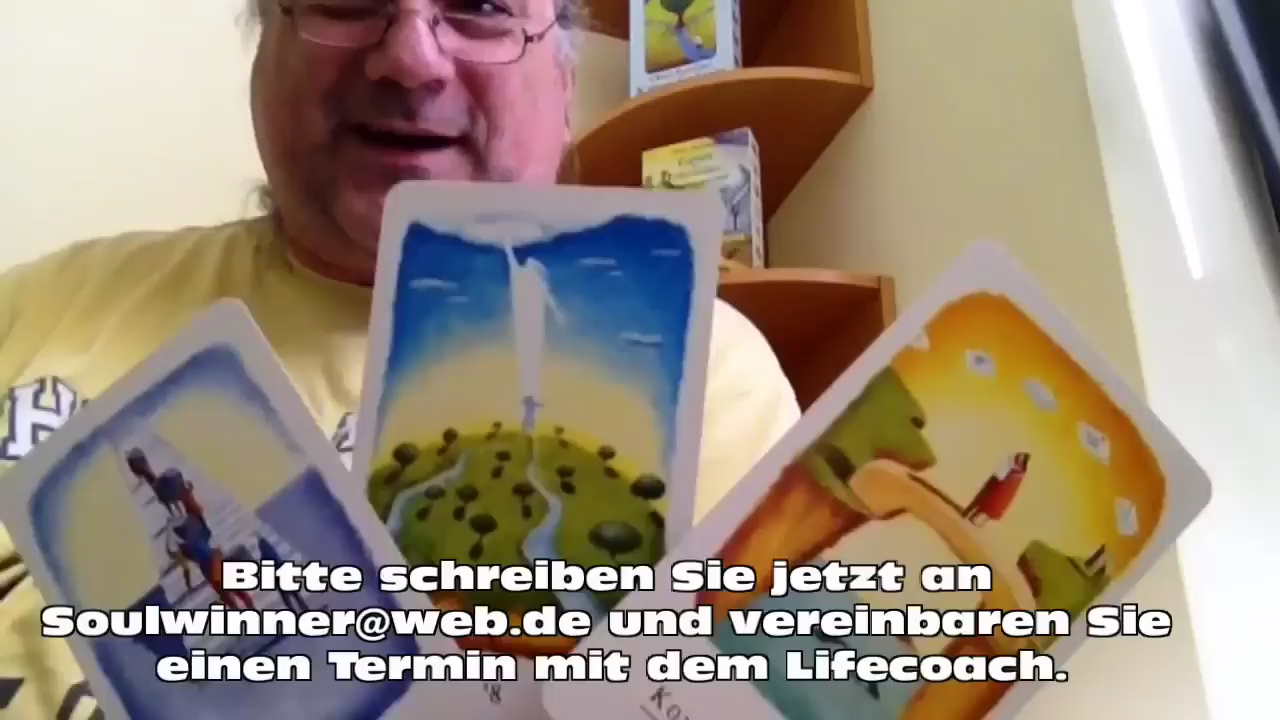 Bitte schreiben Sie jetzt an
Soulwinner@web.de und vereinbaren Sie
einen Termin mit dem Lifecoach.